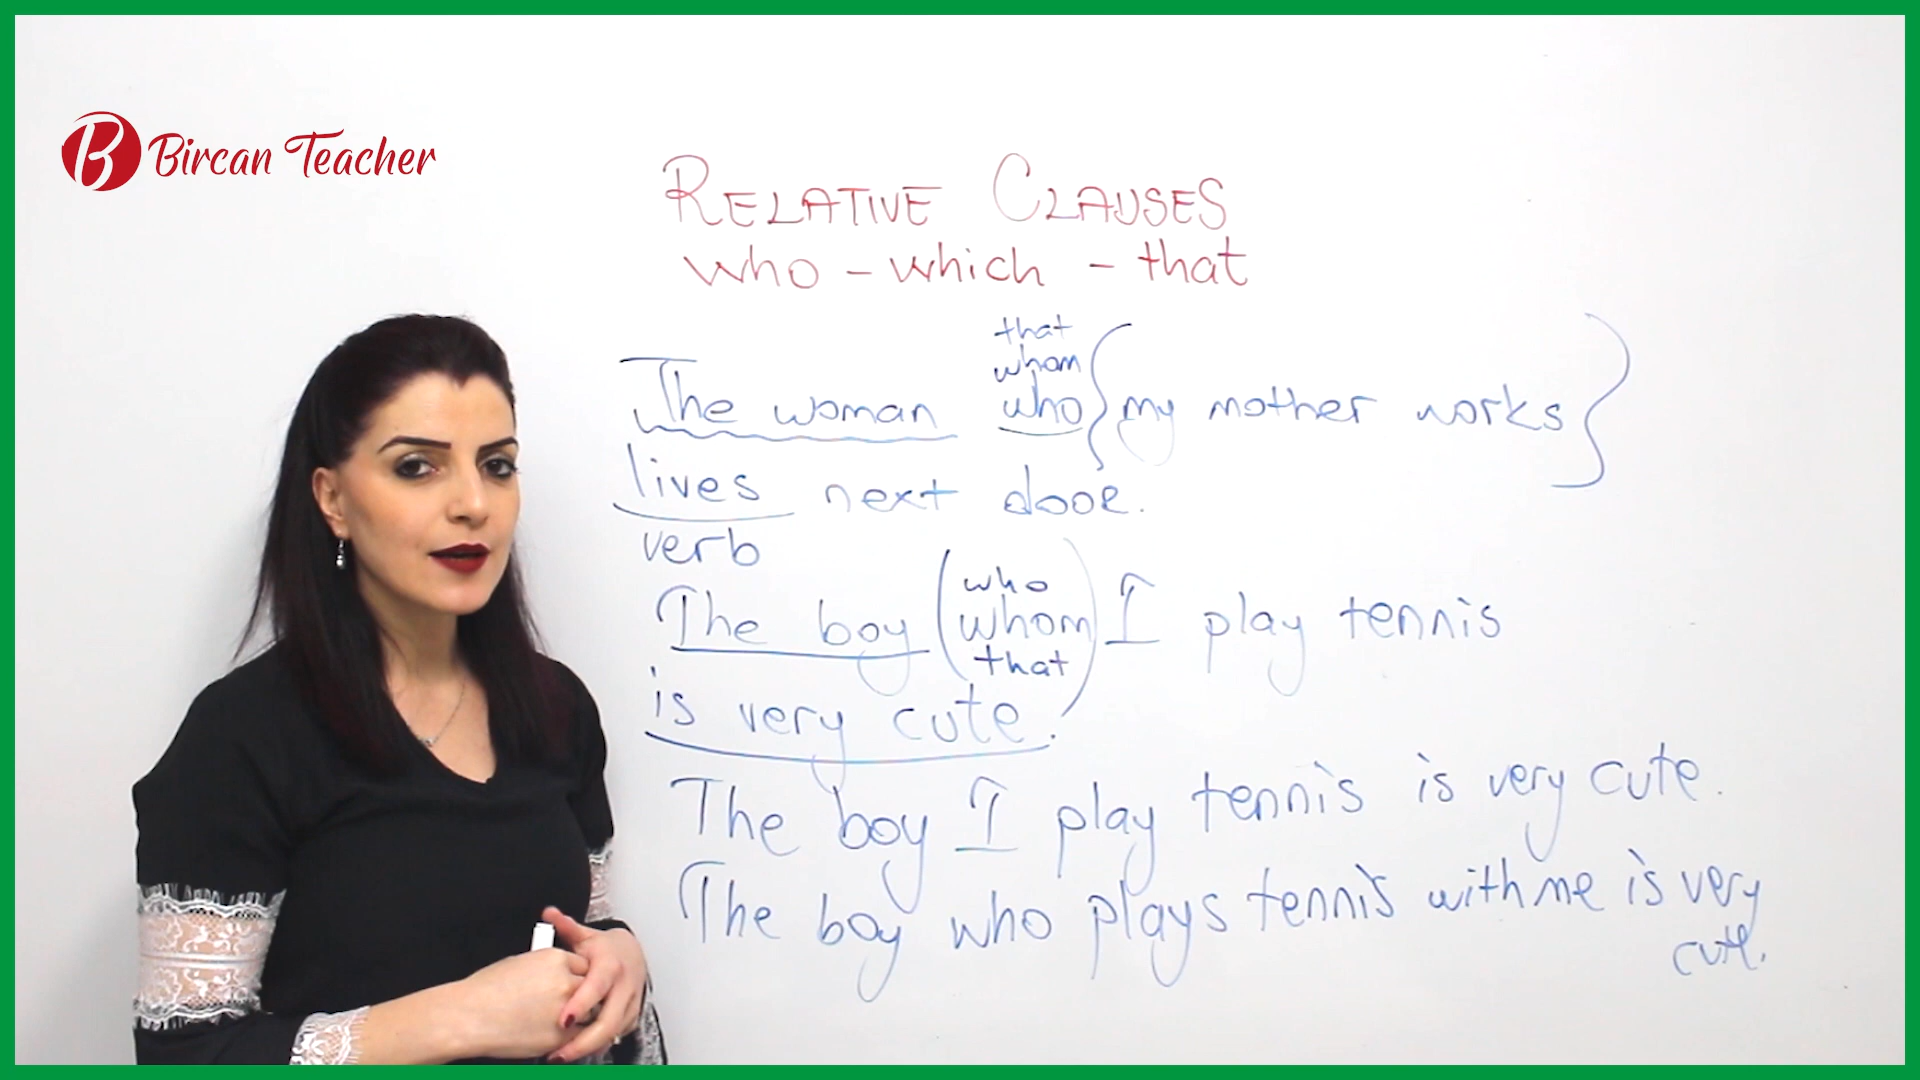 B Bircan Teacher
RELATIVE CLAUSES
who - which - that
that
whom
The woman who { my mother works }
lives next door.
verb
who
The boy ( whom ) I play tennis
that
is very cute.
The boy I play tennis is very cute.
The boy who plays tennis with me is very
cute.